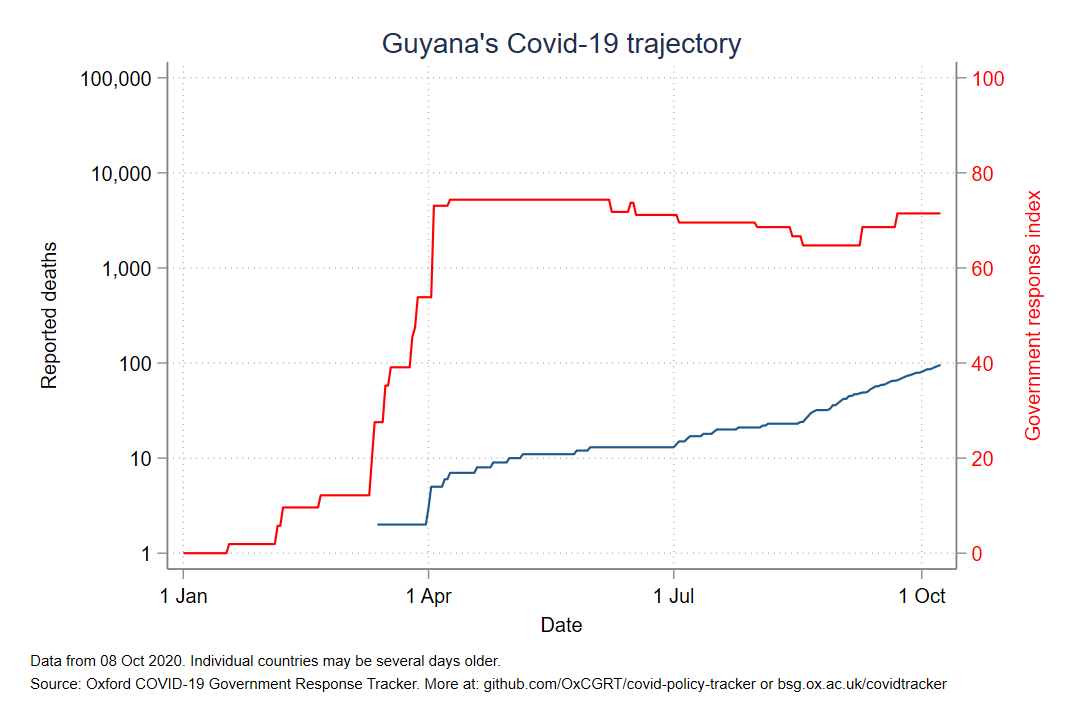 Guyana's Covid-19 trajectory
100,000
10,000
1,000
100
10
1
Reported deaths
100
80
60
40
20
0
Government response index
1 Jan
1 Apr
1 Jul
1 Oct
Date
Data from 08 Oct 2020. Individual countries may be several days older.
Source: Oxford COVID-19 Government Response Tracker. More at: github.com/OxCGRT/covid-policy-tracker or bsg.ox.ac.uk/covidtracker